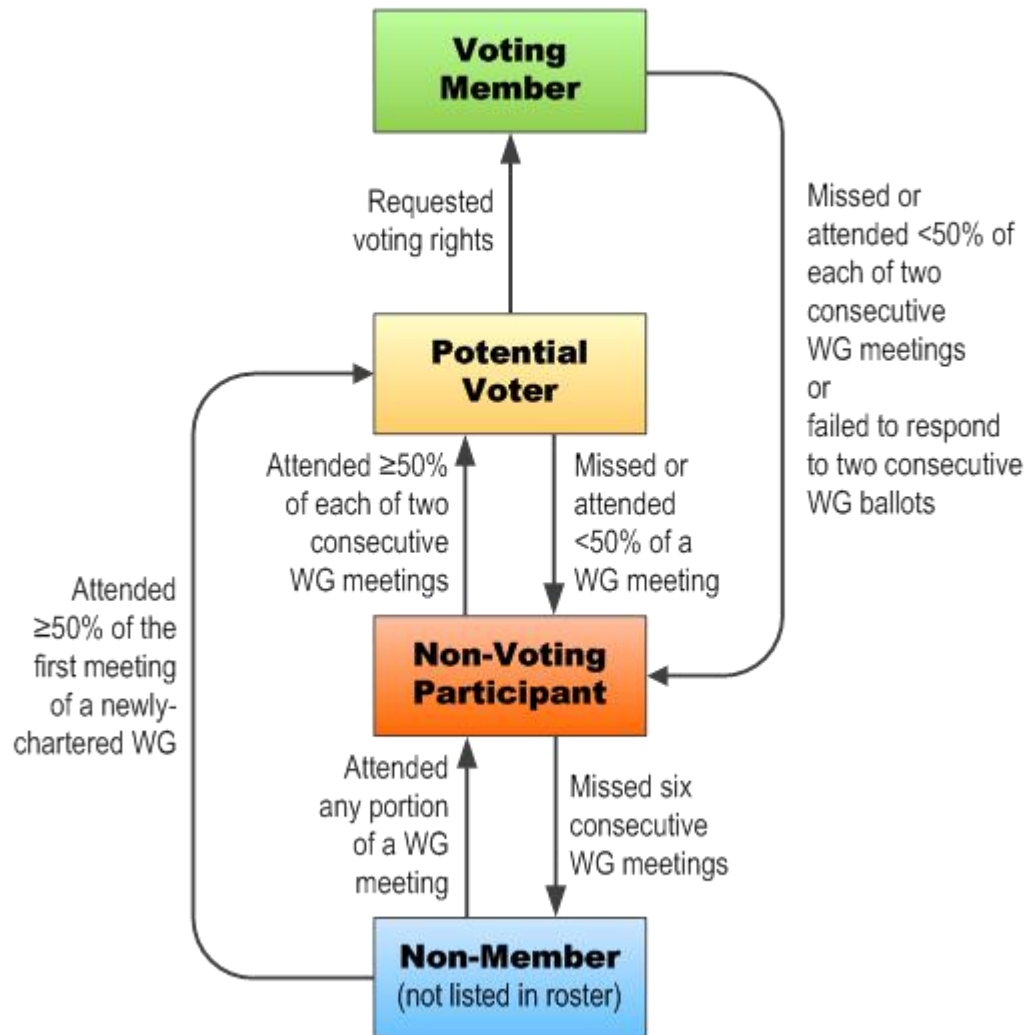 Voting
Member
Requested
voting rights
Missed or
attended <50% of
each of two
consecutive
WG meetings
or
failed to respond
to two consecutive
WG ballots
Potential
Voter
Attended ≥50%
of each of two
consecutive
WG meetings
Missed or
attended
<50% of a
WG meeting
Attended
≥50% of the
first meeting
of a newly-
chartered WG
Non-Voting
Participant
Attended
any portion
of a WG
meeting
Missed six
consecutive
WG meetings
Non-Member
(not listed in roster)